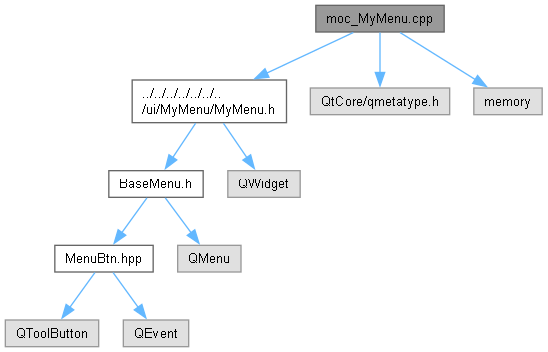 moc_MyMenu.cpp
../../../../../../..
/ui/MyMenu/MyMenu.h
QtCore/qmetatype.h
memory
BaseMenu.h
QWidget
MenuBtn.hpp
QMenu
QToolButton
QEvent